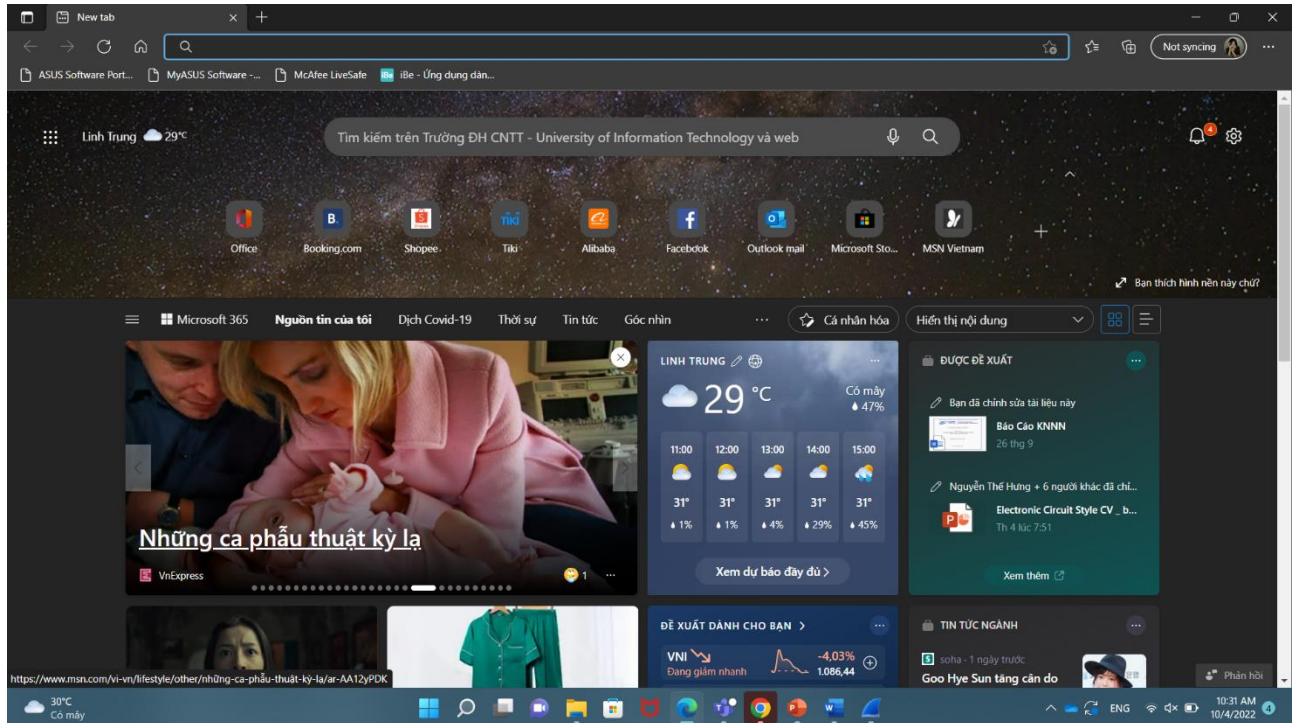 New tab
Not syncing
ASUS Software Port...
MyASUS Software -...
McAfee LiveSafe
iBe
iBe - Ứng dụng dàn...
Linh Trung
29°C
Tìm kiếm trên Trường ĐH CNTT - University of Information Technology và web
4
B.
Shopee
TIKI
Office
Booking.com
Shopee
Tiki
Alibaba
Facebook
Outlook mail
Microsoft Sto...
MSN Vietnam
Bạn thích hình nền này chứ?
Microsoft 365
Nguồn tin của tôi
Dịch Covid-19
Thời sự
Tin tức
Góc nhìn
...
Cá nhân hóa
Hiển thị nội dung
Những ca phẫu thuật kỳ lạ
VnExpress
1
...
LINH TRUNG
...
29 °C
Có mây
47%
11:00 12:00 13:00 14:00 15:00
31° 31° 31° 31° 31°
1% 1% 4% 29% 45%
Xem dự báo đầy đủ >
ĐƯỢC ĐỀ XUẤT
...
Bạn đã chỉnh sửa tài liệu này
Báo Cáo KNNN
26 thg 9
Nguyễn Thế Hưng + 6 người khác đã chỉ...
Electronic Circuit Style CV _ b...
Th 4 lúc 7:51
Xem thêm
ĐỀ XUẤT DÀNH CHO BẠN >
...
VNI
-4,03%
Đang giảm nhanh
1.086,44
TIN TỨC NGÀNH
...
soha - 1 ngày trước
Goo Hye Sun tăng cân do
Phản hồi
https://www.msn.com/vi-vn/lifestyle/other/những-ca-phẫu-thuật-kỳ-lạ/ar-AA12yPDK
30°C
Có mây
ENG
10:31 AM
10/4/2022
4